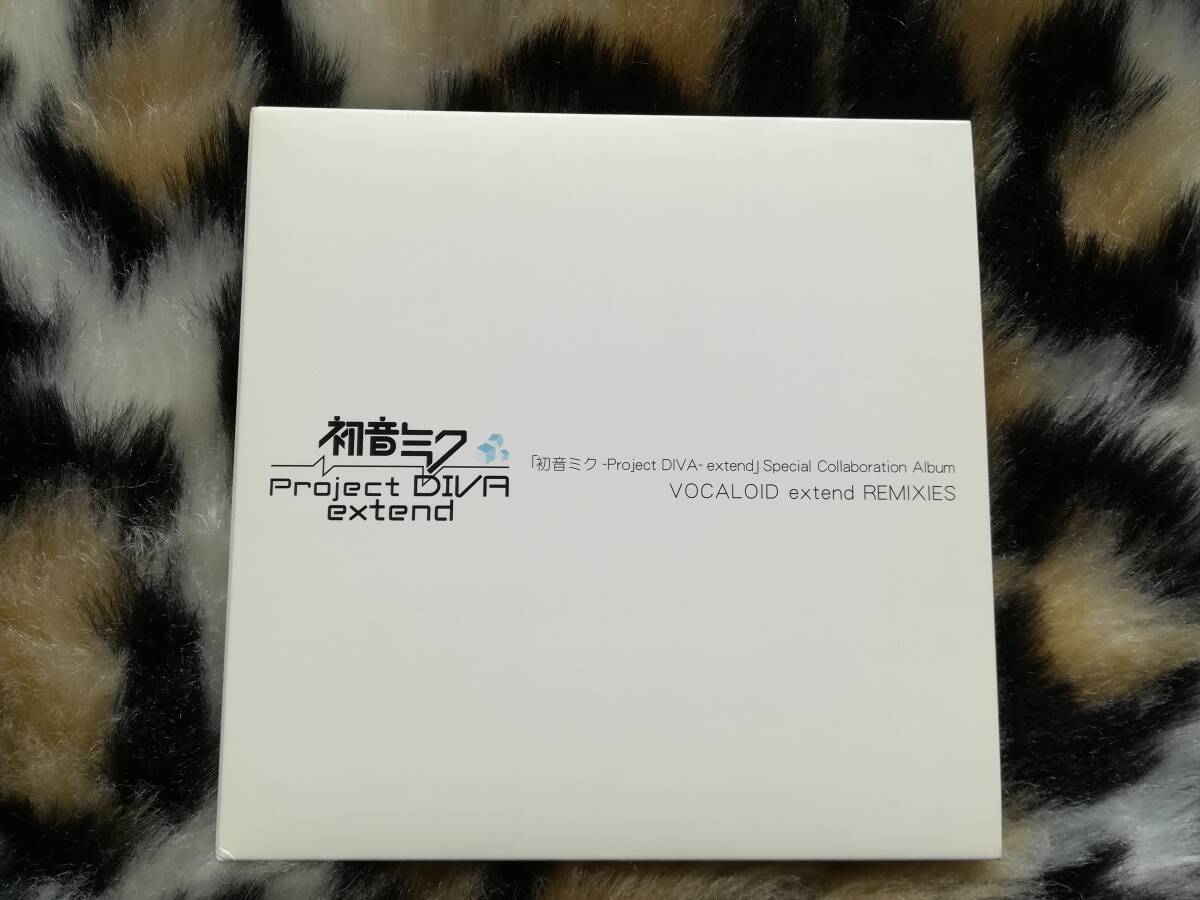 初音ミク
Project DIVA
extend
「初音ミク -Project DIVA- extend」 Special Collaboration Album
VOCALOID extend REMIXIES